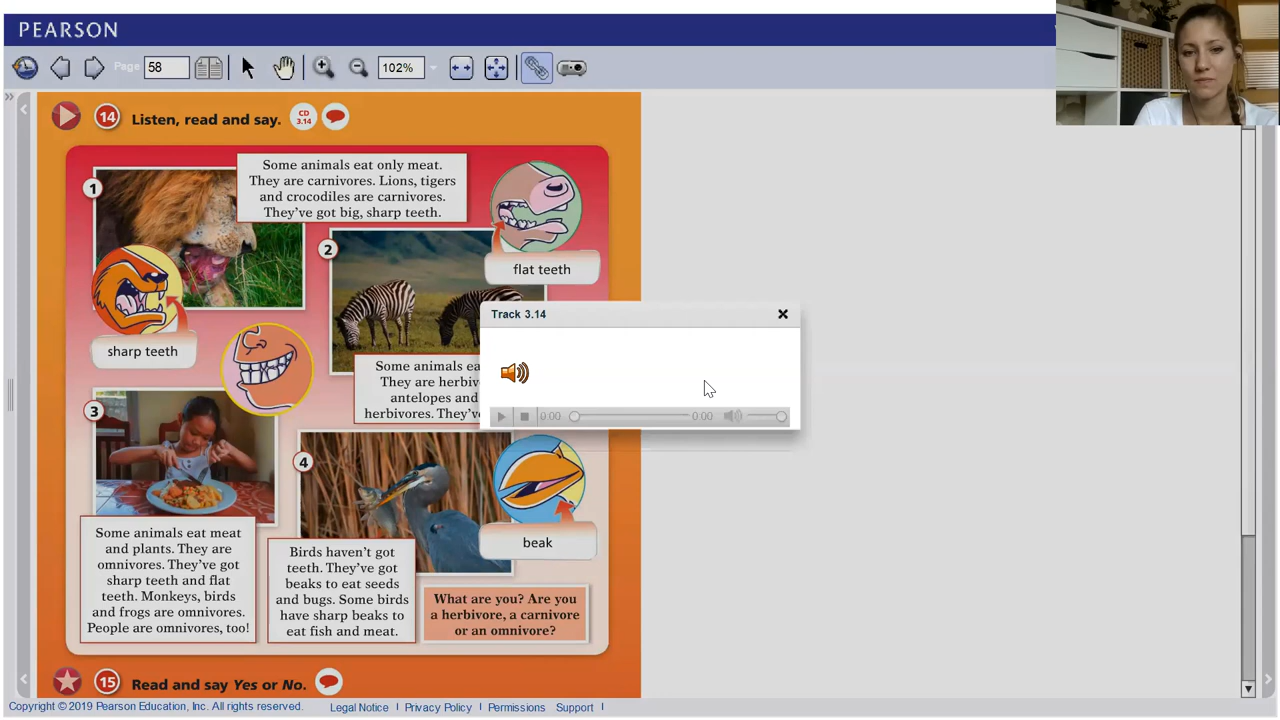 PEARSON
Page 58
102%
14 Listen, read and say. CD 3.14
1
Some animals eat only meat.
They are carnivores. Lions, tigers
and crocodiles are carnivores.
They've got big, sharp teeth.
2
flat teeth
sharp teeth
Track 3.14
0:00 0:00
Some animals ea
They are herbiv
antelopes and
herbivores. They've
3
4
beak
Some animals eat meat
and plants. They are
omnivores. They've got
sharp teeth and flat
teeth. Monkeys, birds
and frogs are omnivores.
People are omnivores, too!
Birds haven't got
teeth. They've got
beaks to eat seeds
and bugs. Some birds
have sharp beaks to
eat fish and meat.
What are you? Are you
a herbivore, a carnivore
or an omnivore?
15 Read and say Yes or No.
Copyright © 2019 Pearson Education, Inc. All rights reserved. Legal Notice | Privacy Policy | Permissions Support |